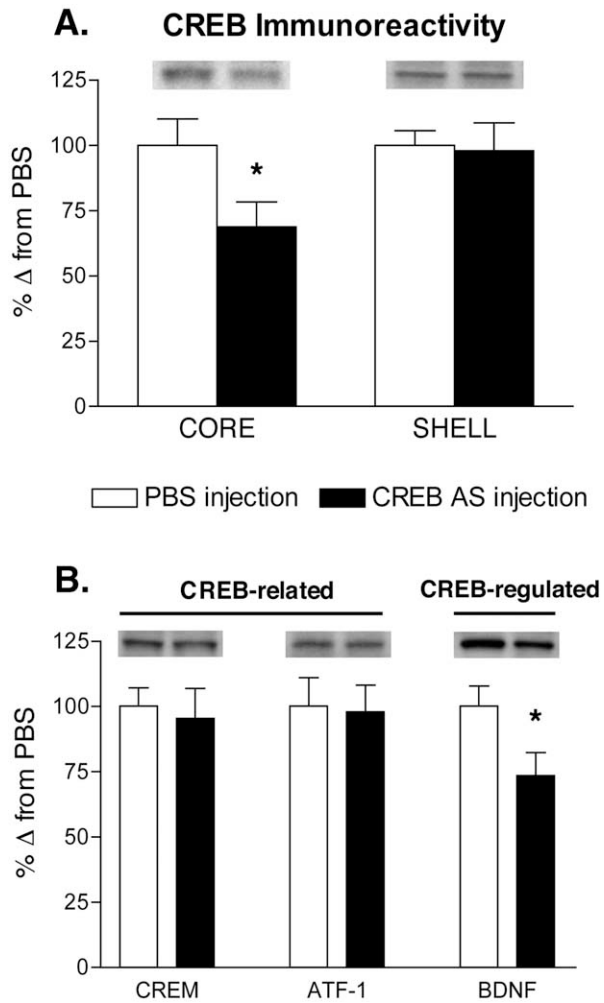 A. CREB Immunoreactivity
% Δ from PBS
125
100
75
50
25
0
*
CORE SHELL
PBS injection CREB AS injection
B. CREB-related CREB-regulated
% Δ from PBS
125
100
75
50
25
0
*
CREM ATF-1 BDNF